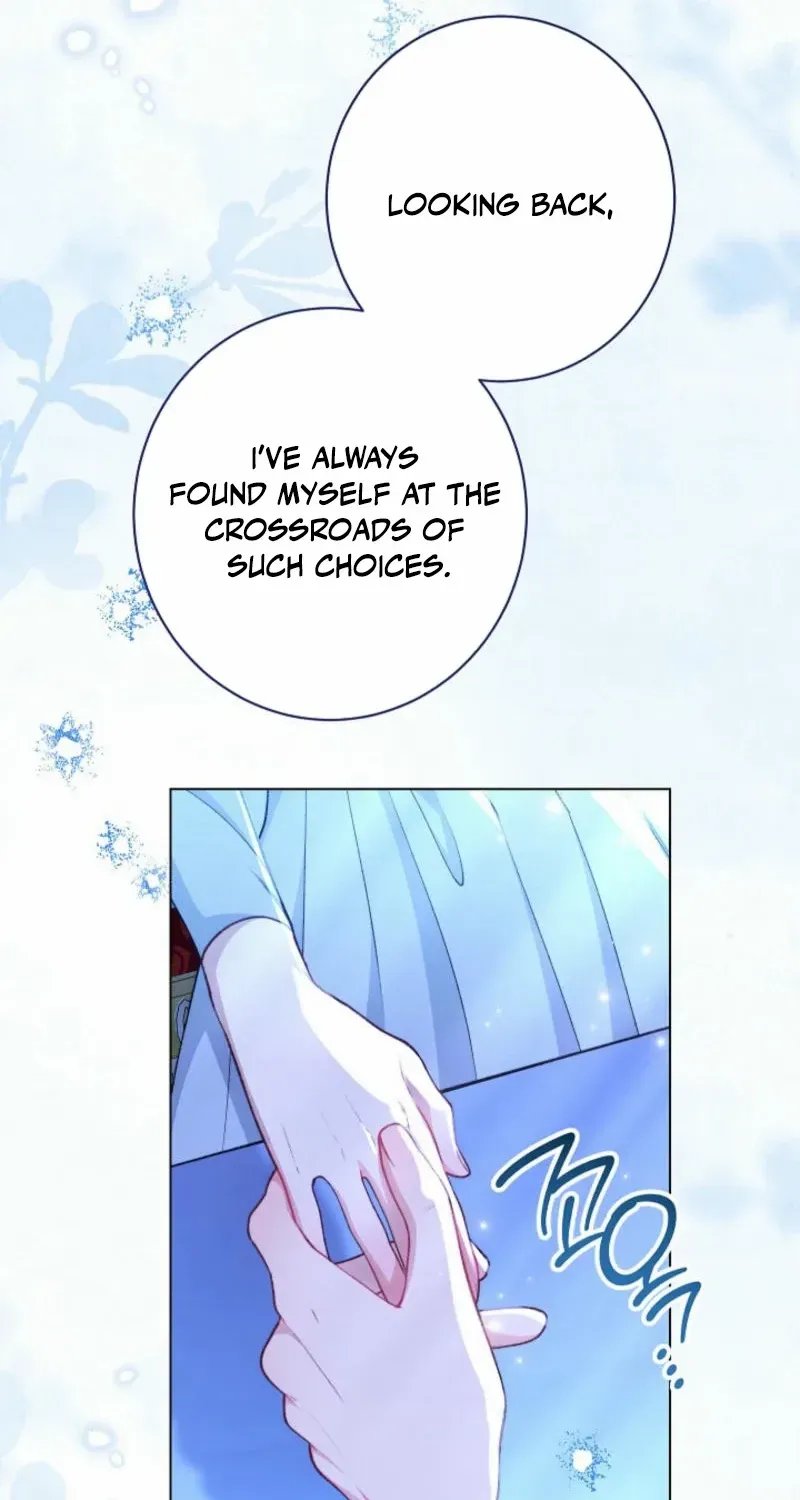 LOOKING BACK,
I'VE ALWAYS
FOUND MYSELF AT THE
CROSSROADS OF
SUCH CHOICES.